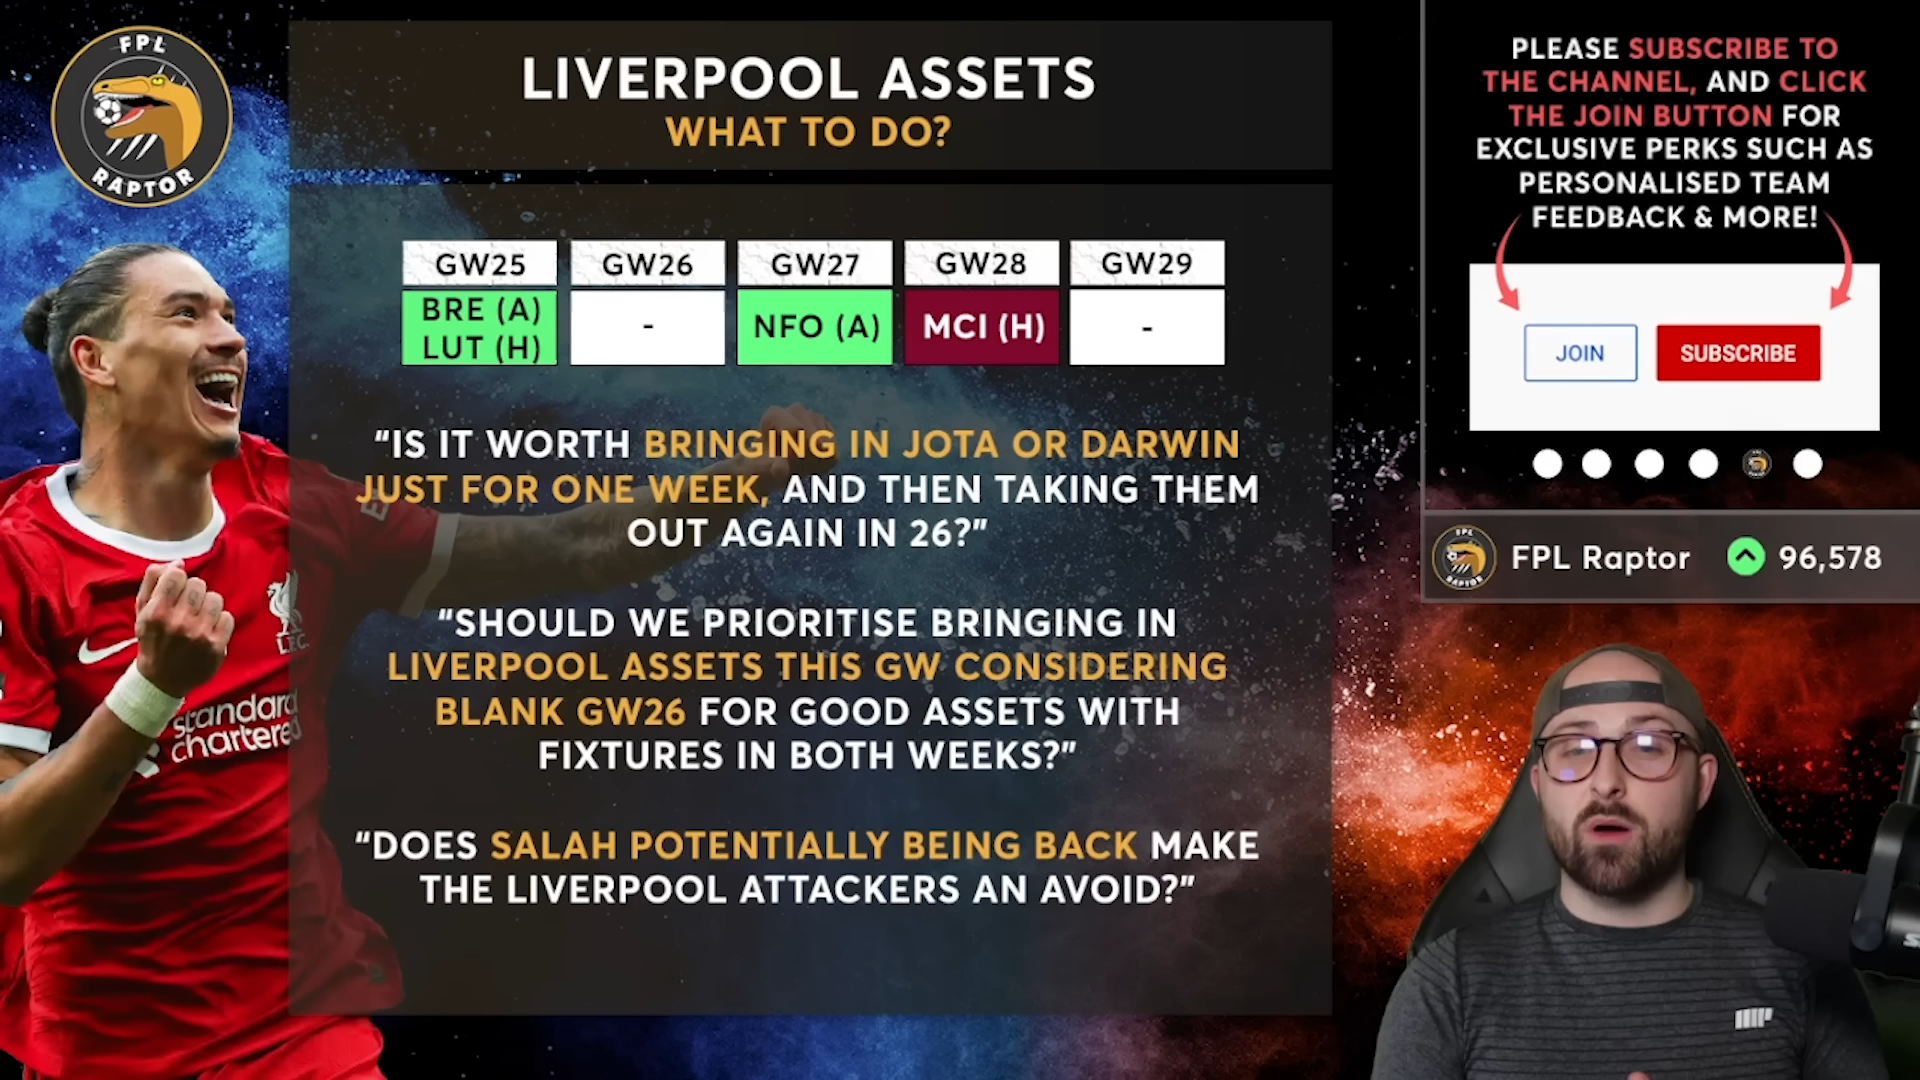 FPL
RAPTOR
LIVERPOOL ASSETS
WHAT TO DO?
GW25
GW26
GW27
GW28
GW29
BRE (A)
LUT (H)
-
NFO (A)
MCI (H)
-
“IS IT WORTH BRINGING IN JOTA OR DARWIN
JUST FOR ONE WEEK, AND THEN TAKING THEM
OUT AGAIN IN 26?”
“SHOULD WE PRIORITISE BRINGING IN
LIVERPOOL ASSETS THIS GW CONSIDERING
BLANK GW26 FOR GOOD ASSETS WITH
FIXTURES IN BOTH WEEKS?”
“DOES SALAH POTENTIALLY BEING BACK MAKE
THE LIVERPOOL ATTACKERS AN AVOID?”
standard
chartered
PLEASE SUBSCRIBE TO
THE CHANNEL, AND CLICK
THE JOIN BUTTON FOR
EXCLUSIVE PERKS SUCH AS
PERSONALISED TEAM
FEEDBACK & MORE!
JOIN
SUBSCRIBE
FPL
RAPTOR
FPL Raptor
96,578